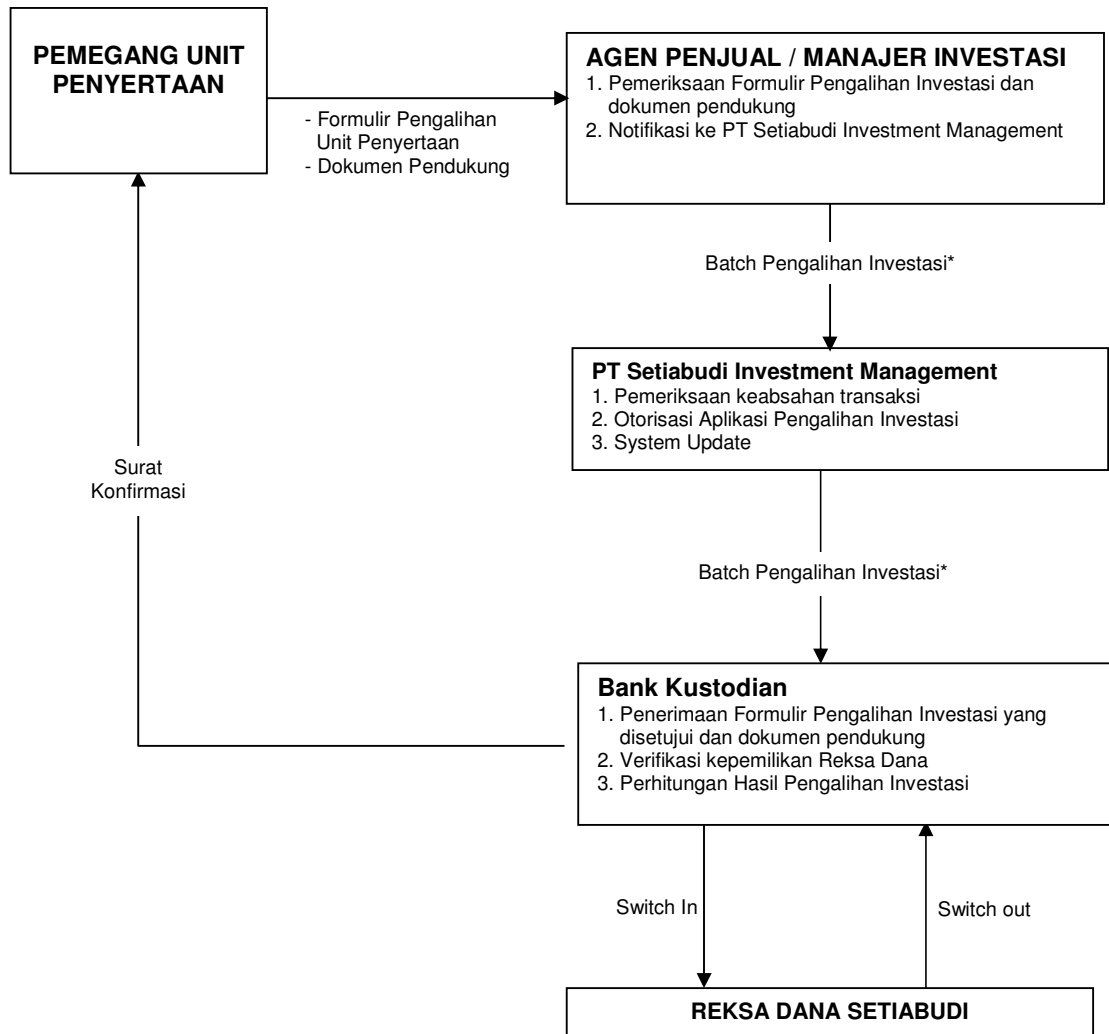 PEMEGANG UNIT
PENYERTAAN
- Formulir Pengalihan
Unit Penyertaan
- Dokumen Pendukung
AGEN PENJUAL / MANAJER INVESTASI
1. Pemeriksaan Formulir Pengalihan Investasi dan
dokumen pendukung
2. Notifikasi ke PT Setiabudi Investment Management
Batch Pengalihan Investasi*
PT Setiabudi Investment Management
1. Pemeriksaan keabsahan transaksi
2. Otorisasi Aplikasi Pengalihan Investasi
3. System Update
Surat
Konfirmasi
Batch Pengalihan Investasi*
Bank Kustodian
1. Penerimaan Formulir Pengalihan Investasi yang
disetujui dan dokumen pendukung
2. Verifikasi kepemilikan Reksa Dana
3. Perhitungan Hasil Pengalihan Investasi
Switch In
Switch out
REKSA DANA SETIABUDI